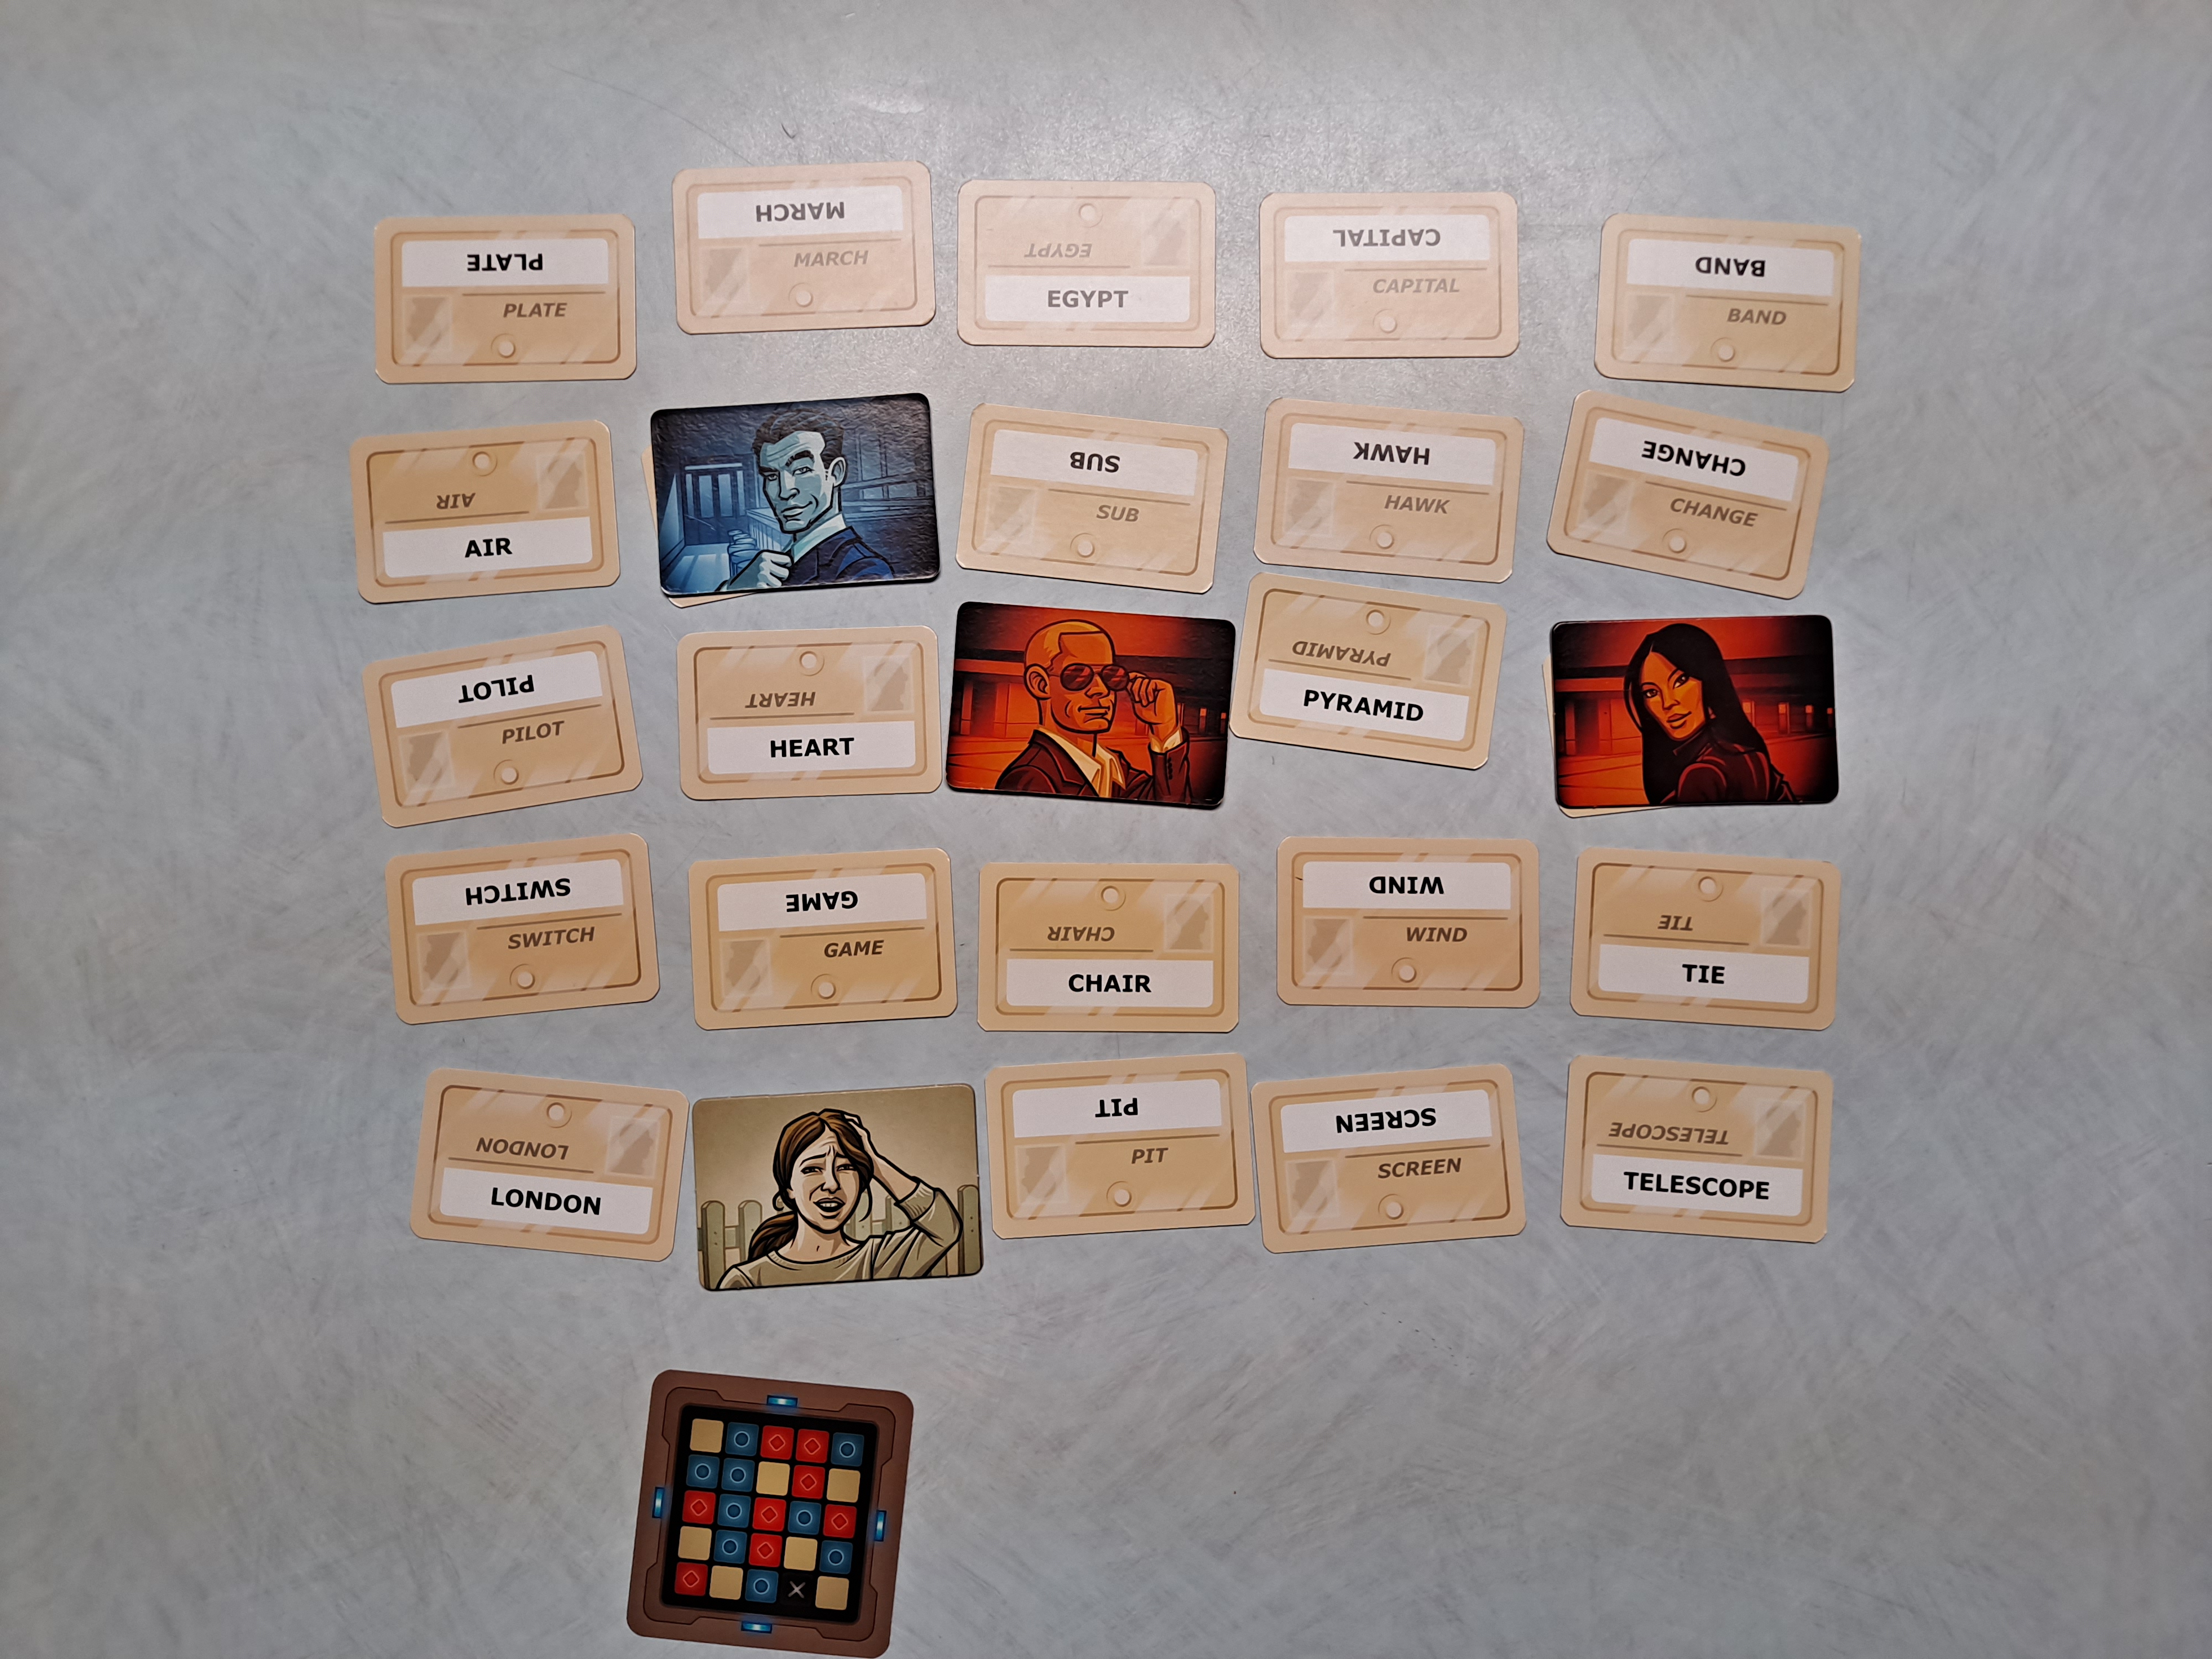 LONDON
LONDON
SWITCH
SWITCH
PILOT
PILOT
AIR
AIR
PLATE
PLATE
GAME
GAME
HEART
HEART
MARCH
MARCH
PIT
PIT
CHAIR
CHAIR
SUB
SUB
EGYPT
EGYPT
SCREEN
SCREEN
WIND
WIND
PYRAMID
PYRAMID
HAWK
HAWK
CAPITAL
CAPITAL
TELESCOPE
TELESCOPE
TIE
TIE
CHANGE
CHANGE
BAND
BAND